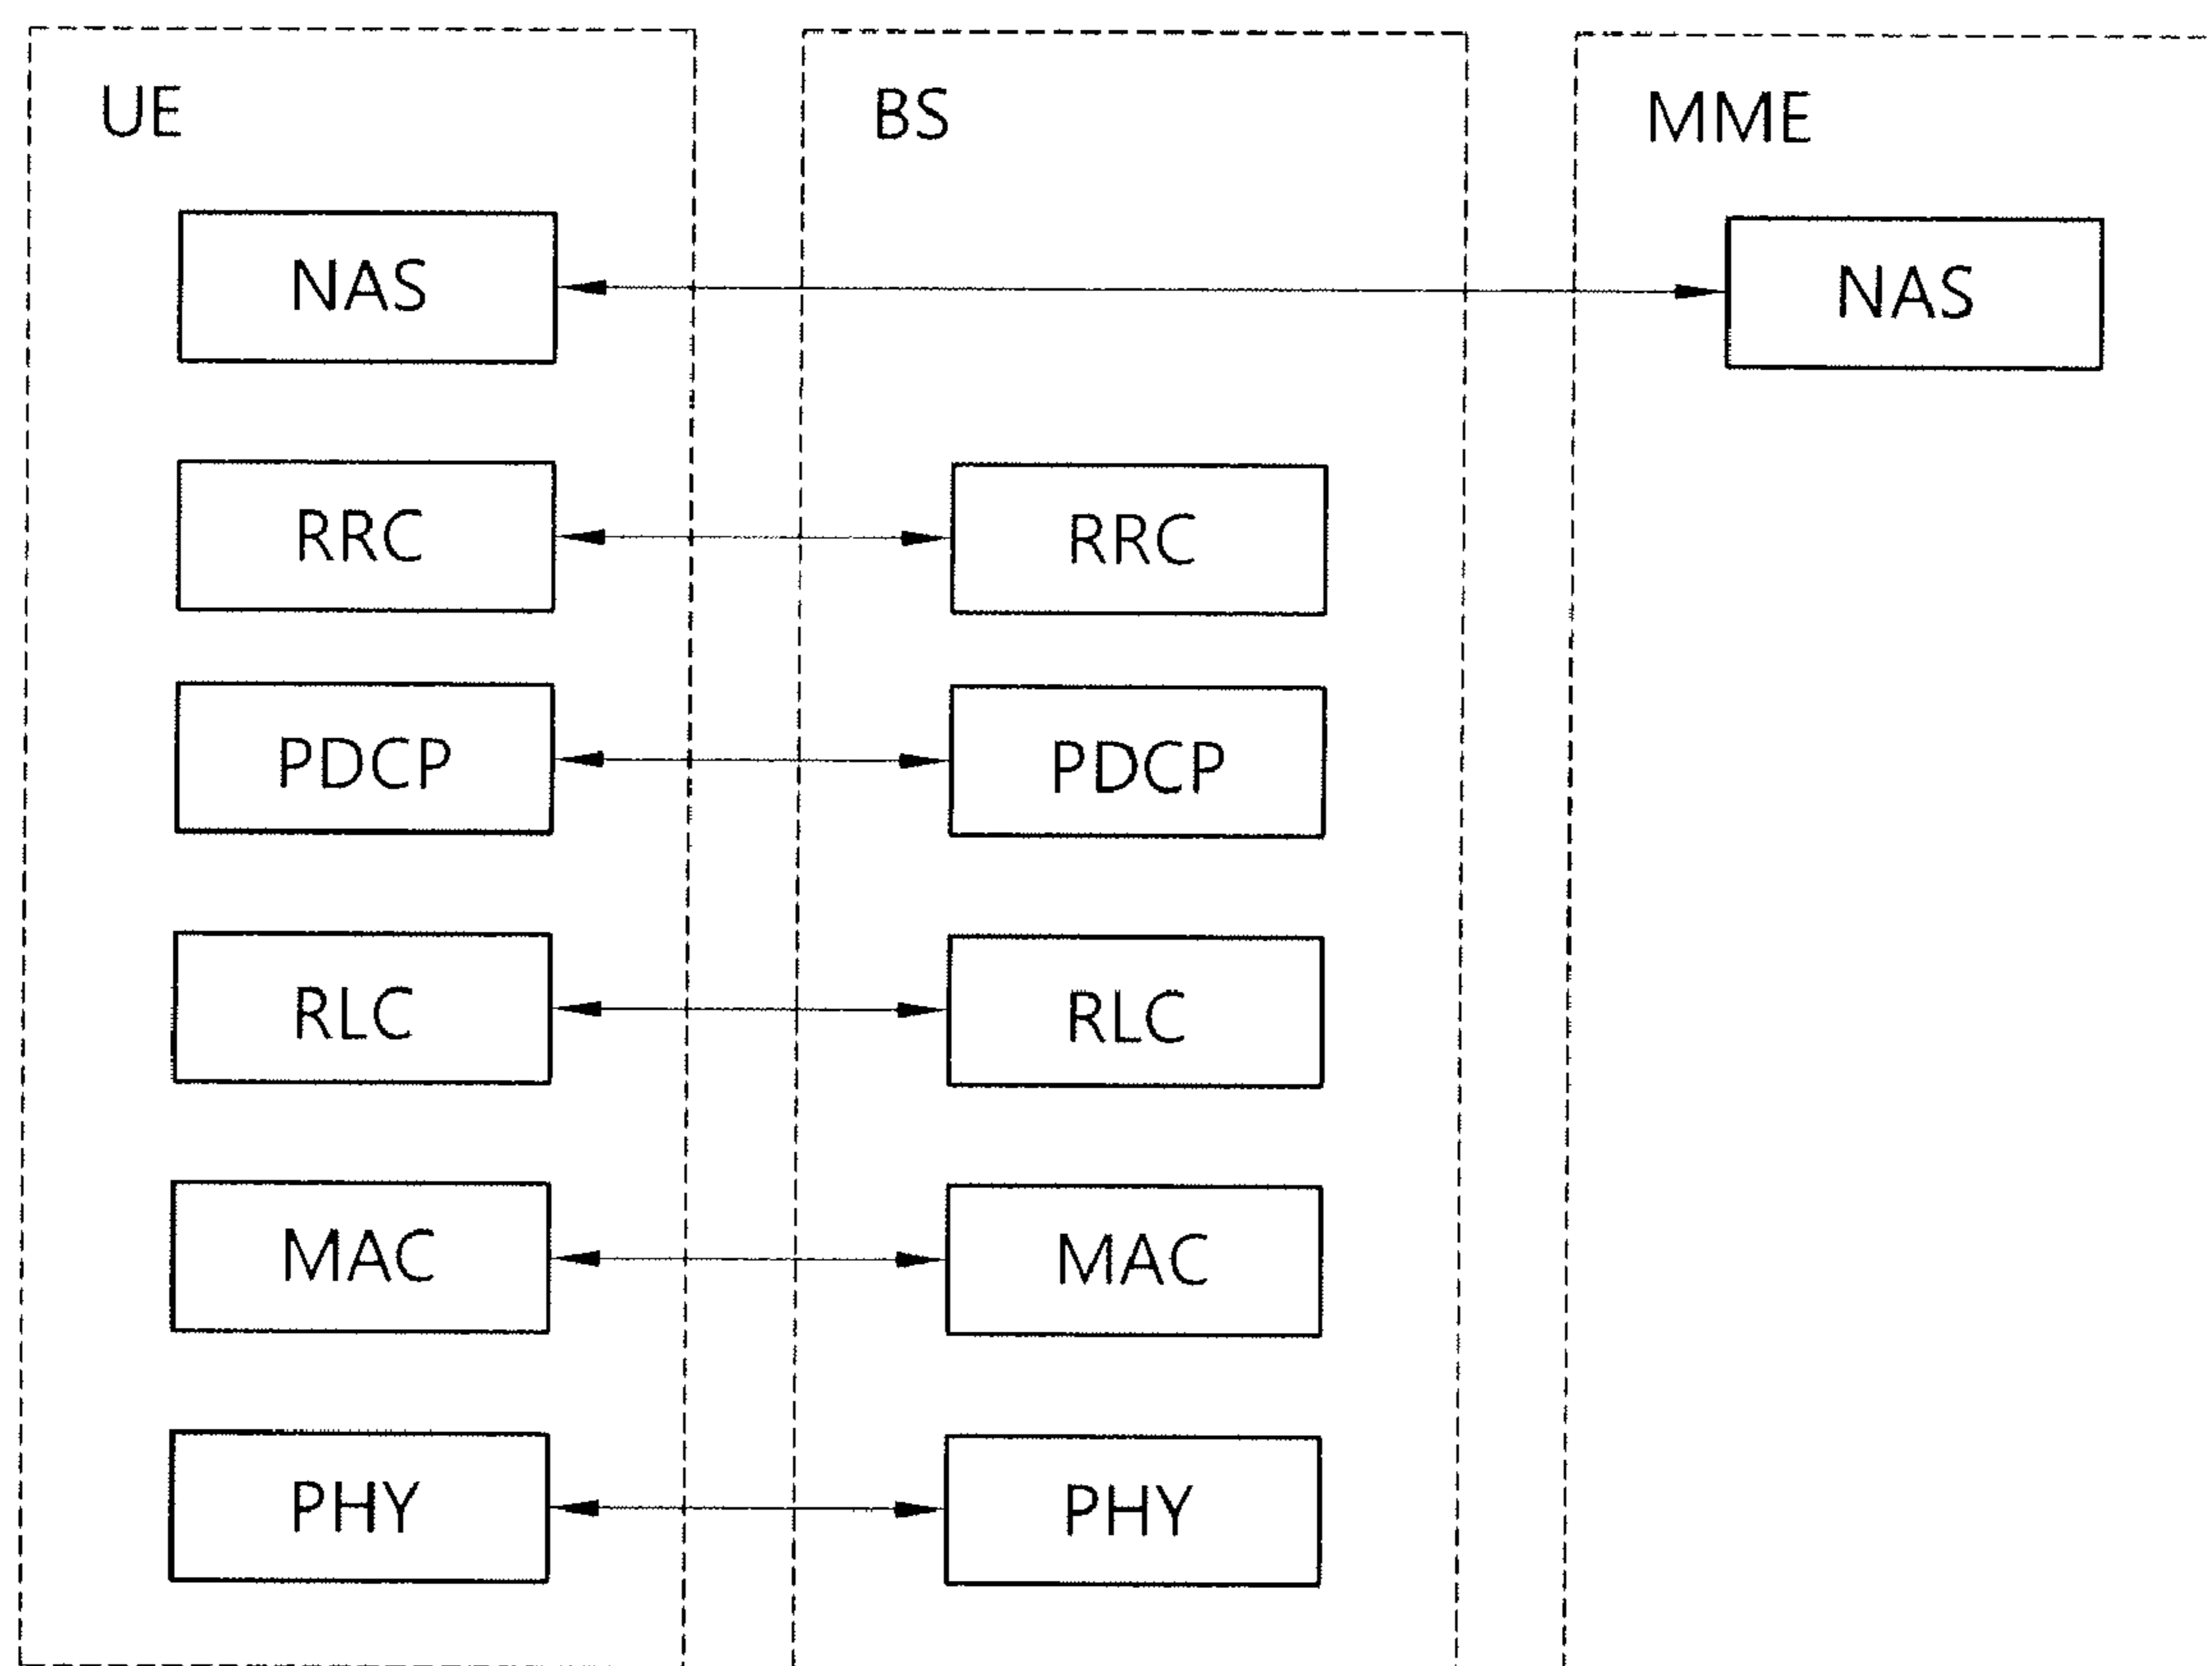 UE
BS
MME
NAS
NAS
RRC
RRC
PDCP
PDCP
RLC
RLC
MAC
MAC
PHY
PHY